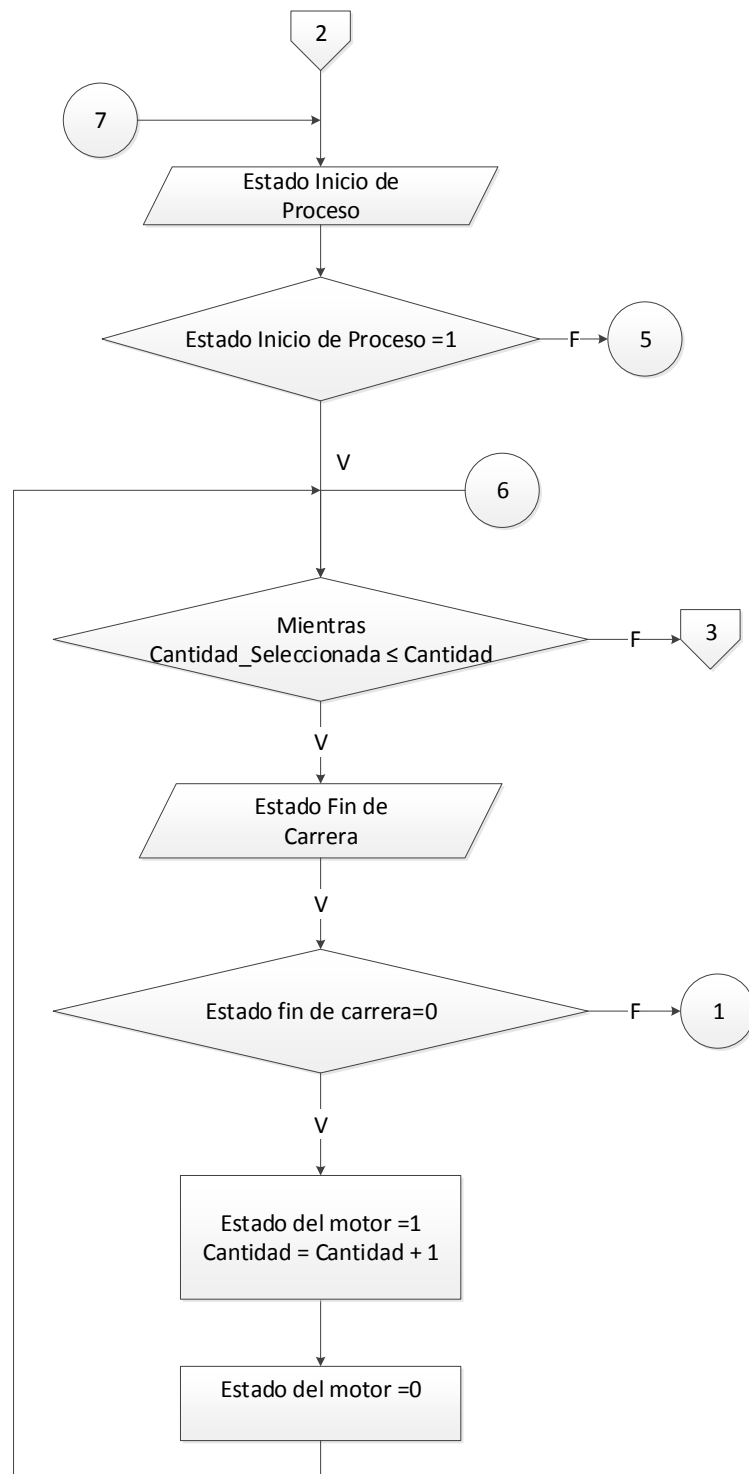 2
7
Estado Inicio de
Proceso
Estado Inicio de Proceso =1
F
5
V
6
Mientras
Cantidad_Seleccionada ≤ Cantidad
F
3
V
Estado Fin de
Carrera
V
Estado fin de carrera=0
F
1
V
Estado del motor =1
Cantidad = Cantidad + 1
Estado del motor =0